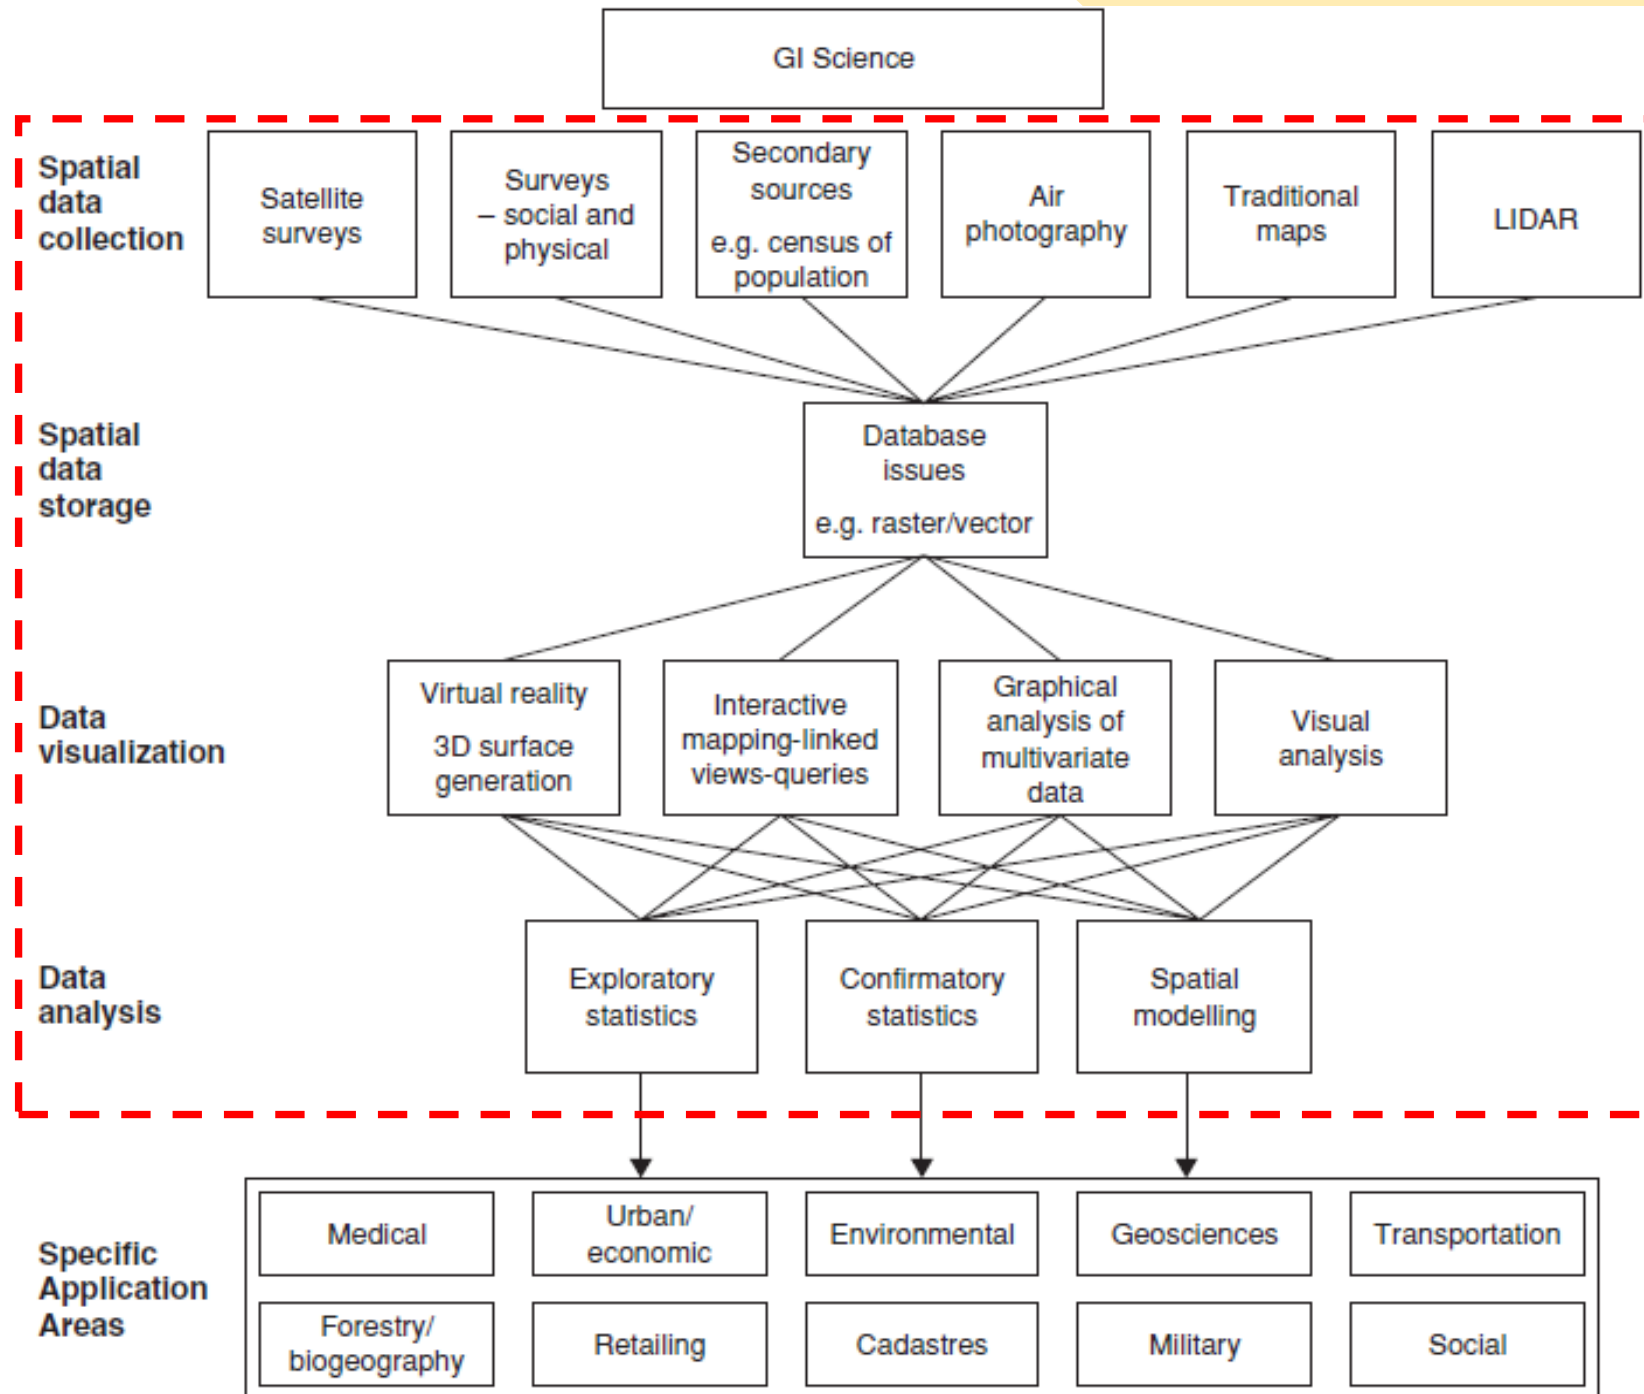 GI Science
Spatial
data
collection
Satellite
surveys
Surveys
– social and
physical
Secondary
sources
e.g. census of
population
Air
photography
Traditional
maps
LIDAR
Spatial
data
storage
Database
issues
e.g. raster/vector
Data
visualization
Virtual reality
3D surface
generation
Interactive
mapping-linked
views-queries
Graphical
analysis of
multivariate
data
Visual
analysis
Data
analysis
Exploratory
statistics
Confirmatory
statistics
Spatial
modelling
Specific
Application
Areas
Medical
Urban/
economic
Environmental
Geosciences
Transportation
Forestry/
biogeography
Retailing
Cadastres
Military
Social